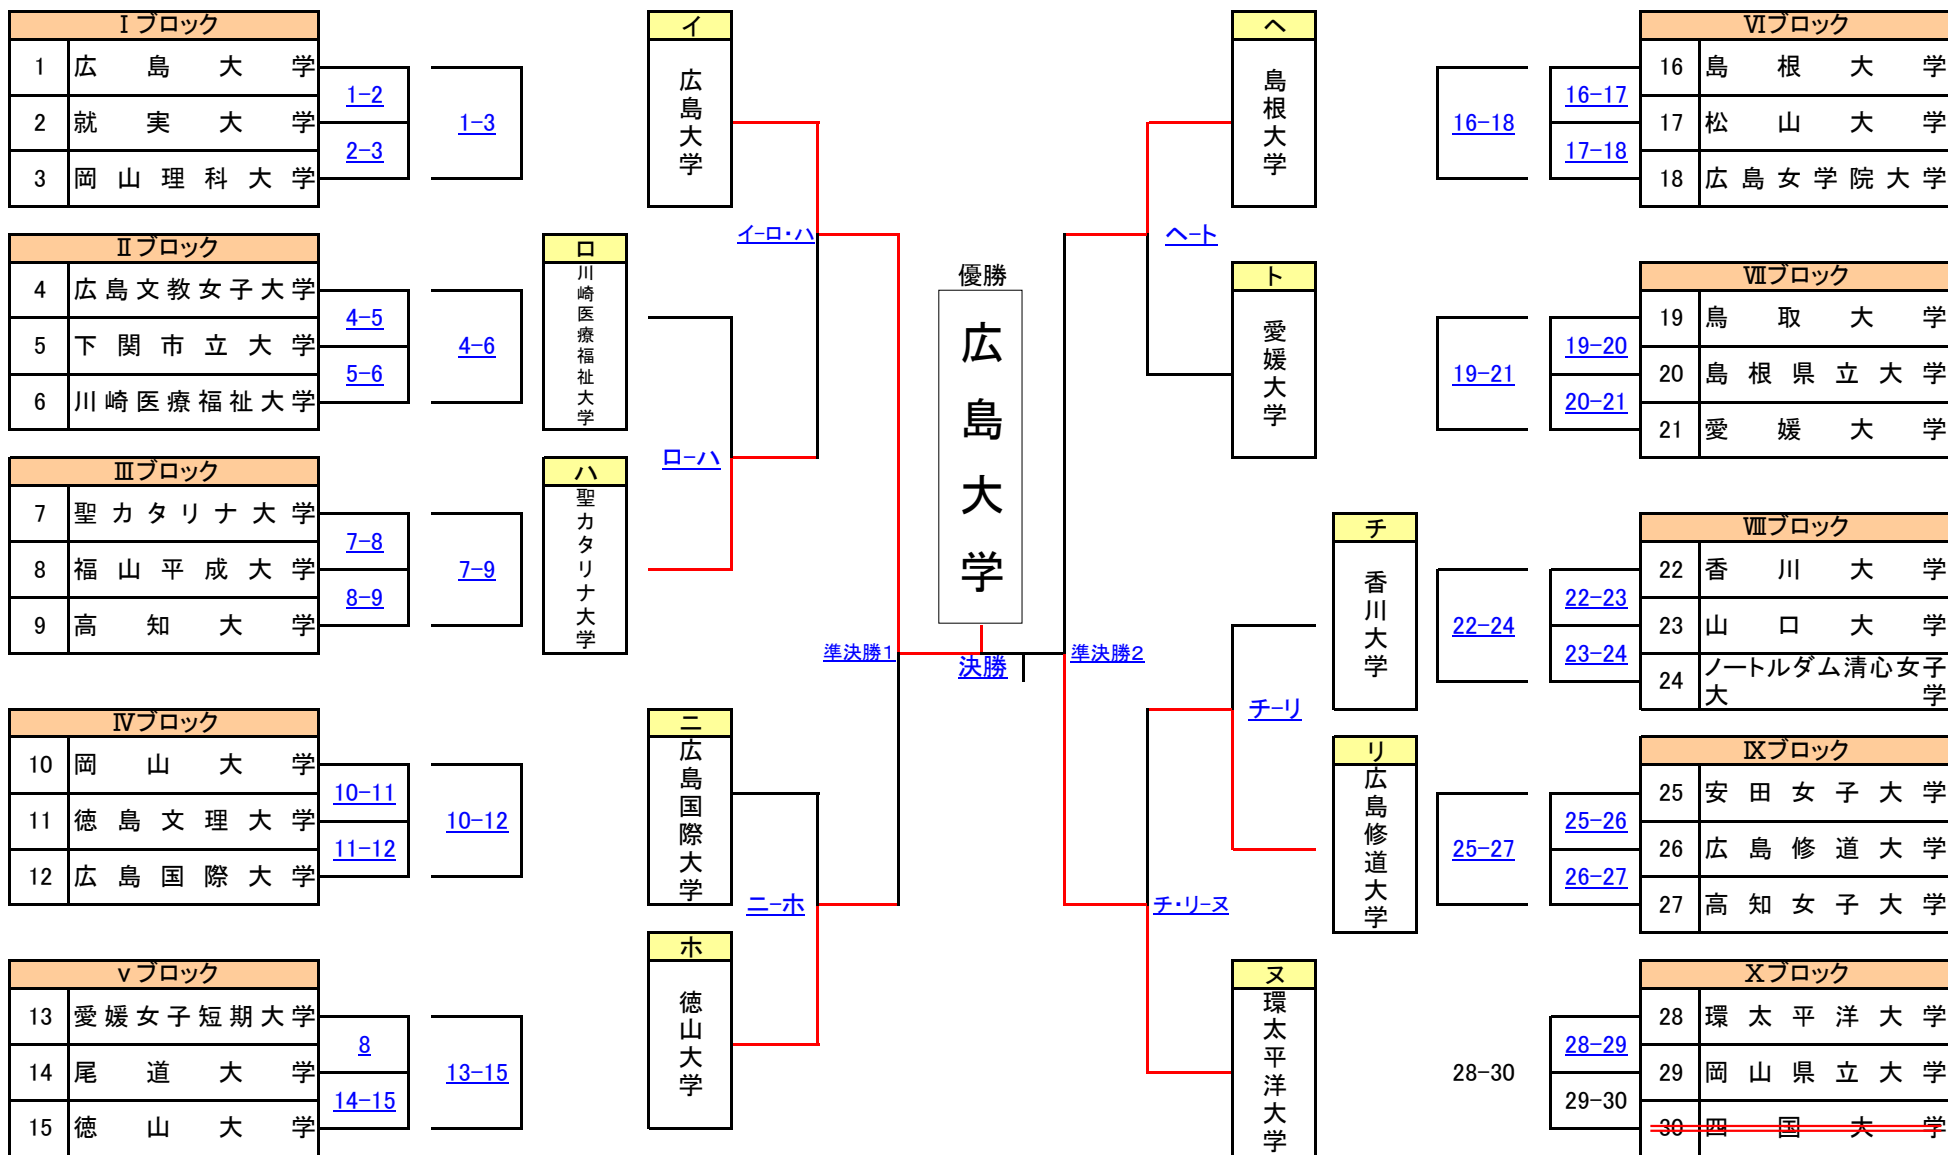 Ⅰブロック
1 広島大学
2 就実大学
3 岡山理科大学
1-2
2-3
1-3
Ⅱブロック
4 広島文教女子大学
5 下関市立大学
6 川崎医療福祉大学
4-5
5-6
4-6
Ⅲブロック
7 聖カタリナ大学
8 福山平成大学
9 高知大学
7-8
8-9
7-9
Ⅳブロック
10 岡山大学
11 徳島文理大学
12 広島国際大学
10-11
11-12
10-12
Ⅴブロック
13 愛媛女子短期大学
14 尾道大学
15 徳山大学
8
14-15
13-15
イ
広島大学
ロ
川崎医療福祉大学
ハ
聖カタリナ大学
ニ
広島国際大学
ホ
徳山大学
イ-ロ・ハ
ロ-ハ
ニ-ホ
準決勝1
優勝
広島大学
決勝
準決勝2
ヘ-ト
チ-リ
チ・リ-ヌ
ヘ
島根大学
ト
愛媛大学
チ
香川大学
リ
広島修道大学
ヌ
環太平洋大学
Ⅵブロック
16 島根大学
17 松山大学
18 広島女学院大学
16-17
17-18
16-18
Ⅶブロック
19 鳥取大学
20 島根県立大学
21 愛媛大学
19-20
20-21
19-21
Ⅷブロック
22 香川大学
23 山口大学
24 ノートルダム清心女子
大学
22-23
23-24
22-24
Ⅸブロック
25 安田女子大学
26 広島修道大学
27 高知女子大学
25-26
26-27
25-27
Ⅹブロック
28 環太平洋大学
29 岡山県立大学
30 四国大学
28-29
29-30
28-30